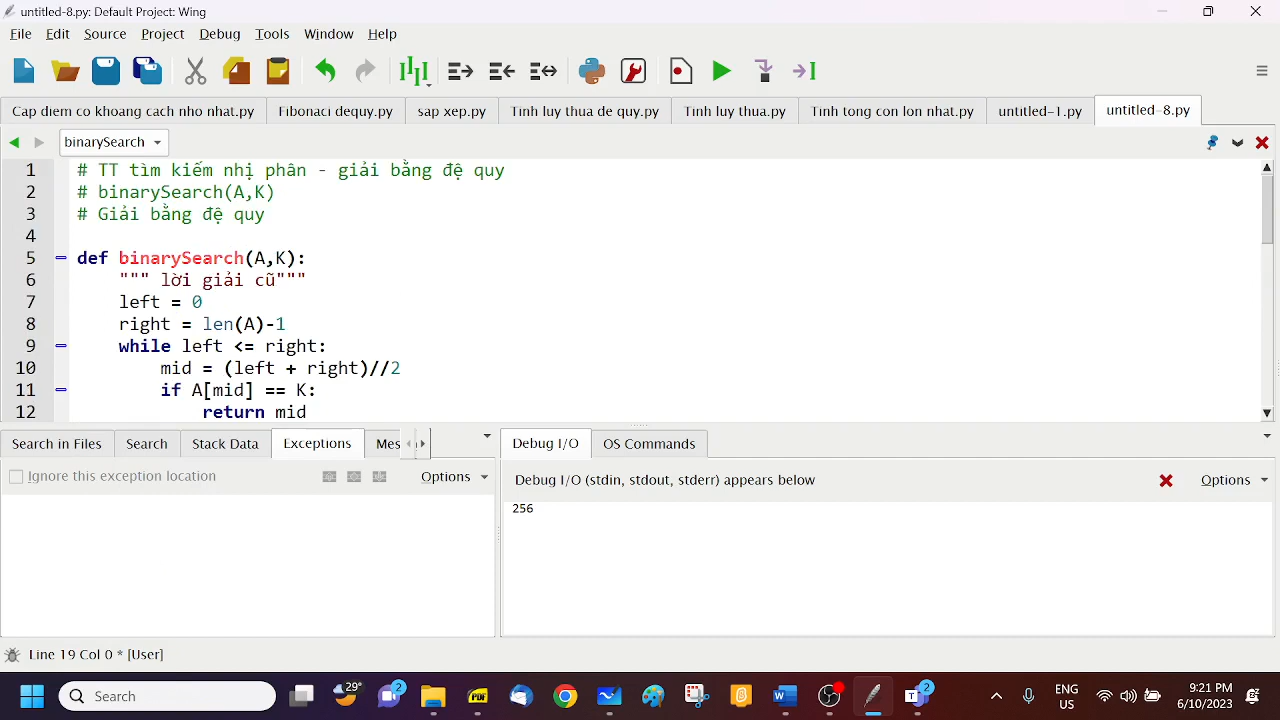 untitled-8.py: Default Project: Wing
File Edit Source Project Debug Tools Window Help
Cap diem co khoang cach nho nhat.py Fibonaci dequy.py sap xep.py Tinh luy thua de quy.py Tinh luy thua.py Tinh tong con lon nhat.py untitled-1.py untitled-8.py
binarySearch
1 # TT tìm kiếm nhị phân - giải bằng đệ quy
2 # binarySearch(A,K)
3 # Giải bằng đệ quy
4
5 def binarySearch(A,K):
6 """ lời giải cũ"""
7 left = 0
8 right = len(A)-1
9 while left <= right:
10 mid = (left + right)//2
11 if A[mid] == K:
12 return mid
Search in Files Search Stack Data Exceptions Mes
Debug I/O OS Commands
Ignore this exception location Options
Debug I/O (stdin, stdout, stderr) appears below Options
256
Line 19 Col 0 * [User]
Search 29° 2 PDF 2 ENG US 9:21 PM 6/10/2023